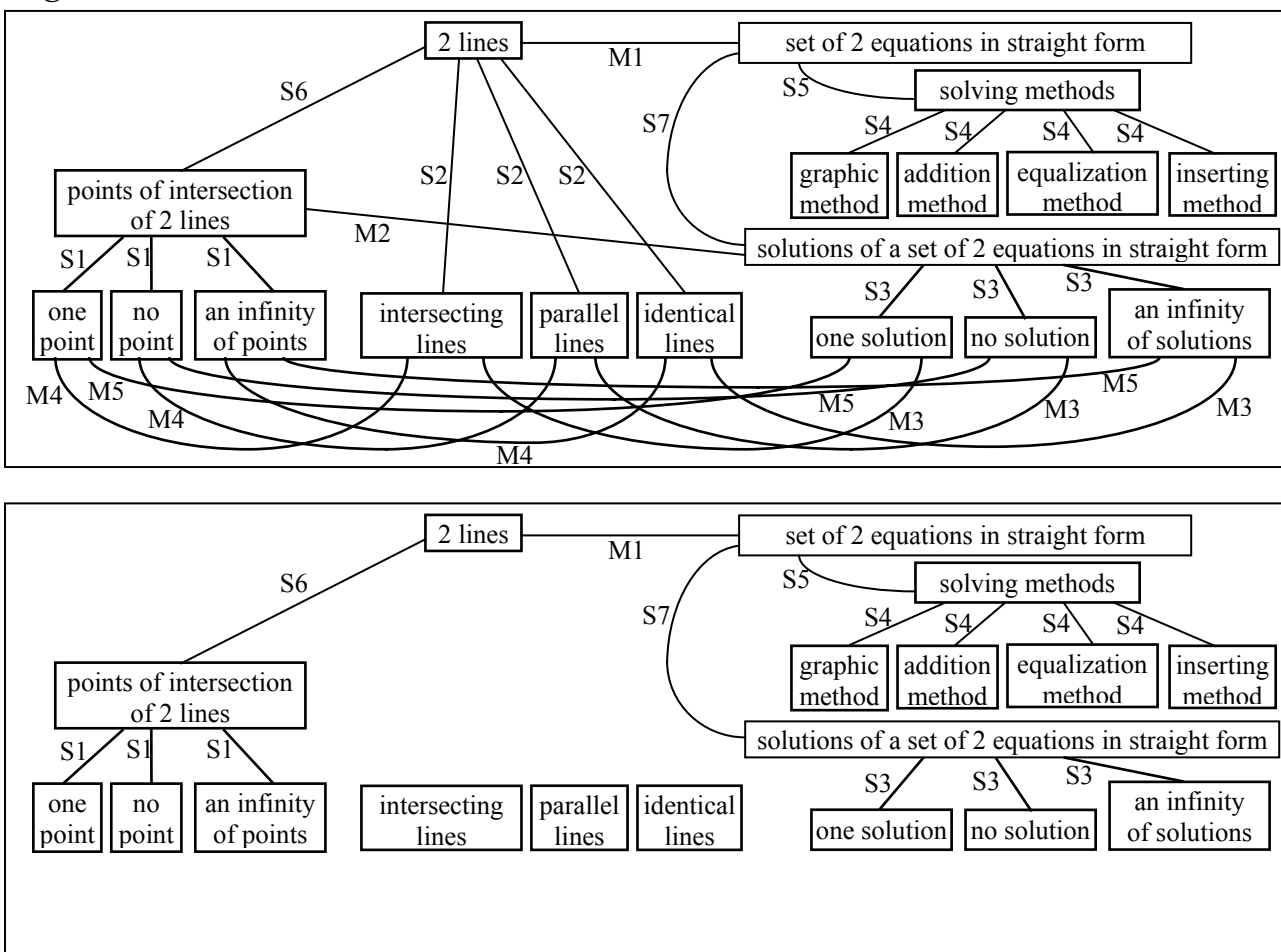 2 lines
set of 2 equations in straight form
M1
S5
S6
solving methods
S7
S4
S4
S4
S4
graphic
method
addition
method
equalization
method
inserting
method
S2
S2
S2
points of intersection
of 2 lines
M2
solutions of a set of 2 equations in straight form
S1
S1
S1
S3
S3
S3
one
point
no
point
an infinity
of points
intersecting
lines
parallel
lines
identical
lines
one solution
no solution
an infinity
of solutions
M4
M5
M4
M4
M5
M3
M3
M5
M3
2 lines
set of 2 equations in straight form
M1
S5
S6
solving methods
S7
S4
S4
S4
S4
graphic
method
addition
method
equalization
method
inserting
method
points of intersection
of 2 lines
solutions of a set of 2 equations in straight form
S1
S1
S1
S3
S3
S3
one
point
no
point
an infinity
of points
intersecting
lines
parallel
lines
identical
lines
one solution
no solution
an infinity
of solutions